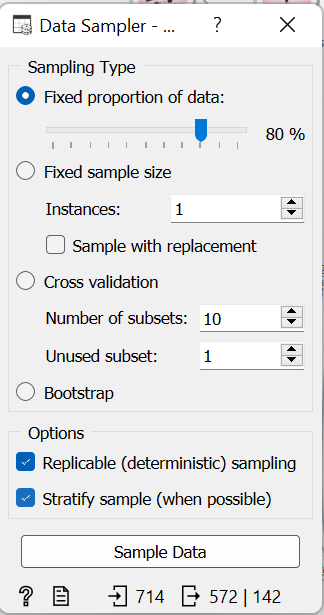 Data Sampler - ...
?
Sampling Type
Fixed proportion of data:
80 %
Fixed sample size
Instances: 1
Sample with replacement
Cross validation
Number of subsets: 10
Unused subset: 1
Bootstrap
Options
Replicable (deterministic) sampling
Stratify sample (when possible)
Sample Data
? 714 572 | 142